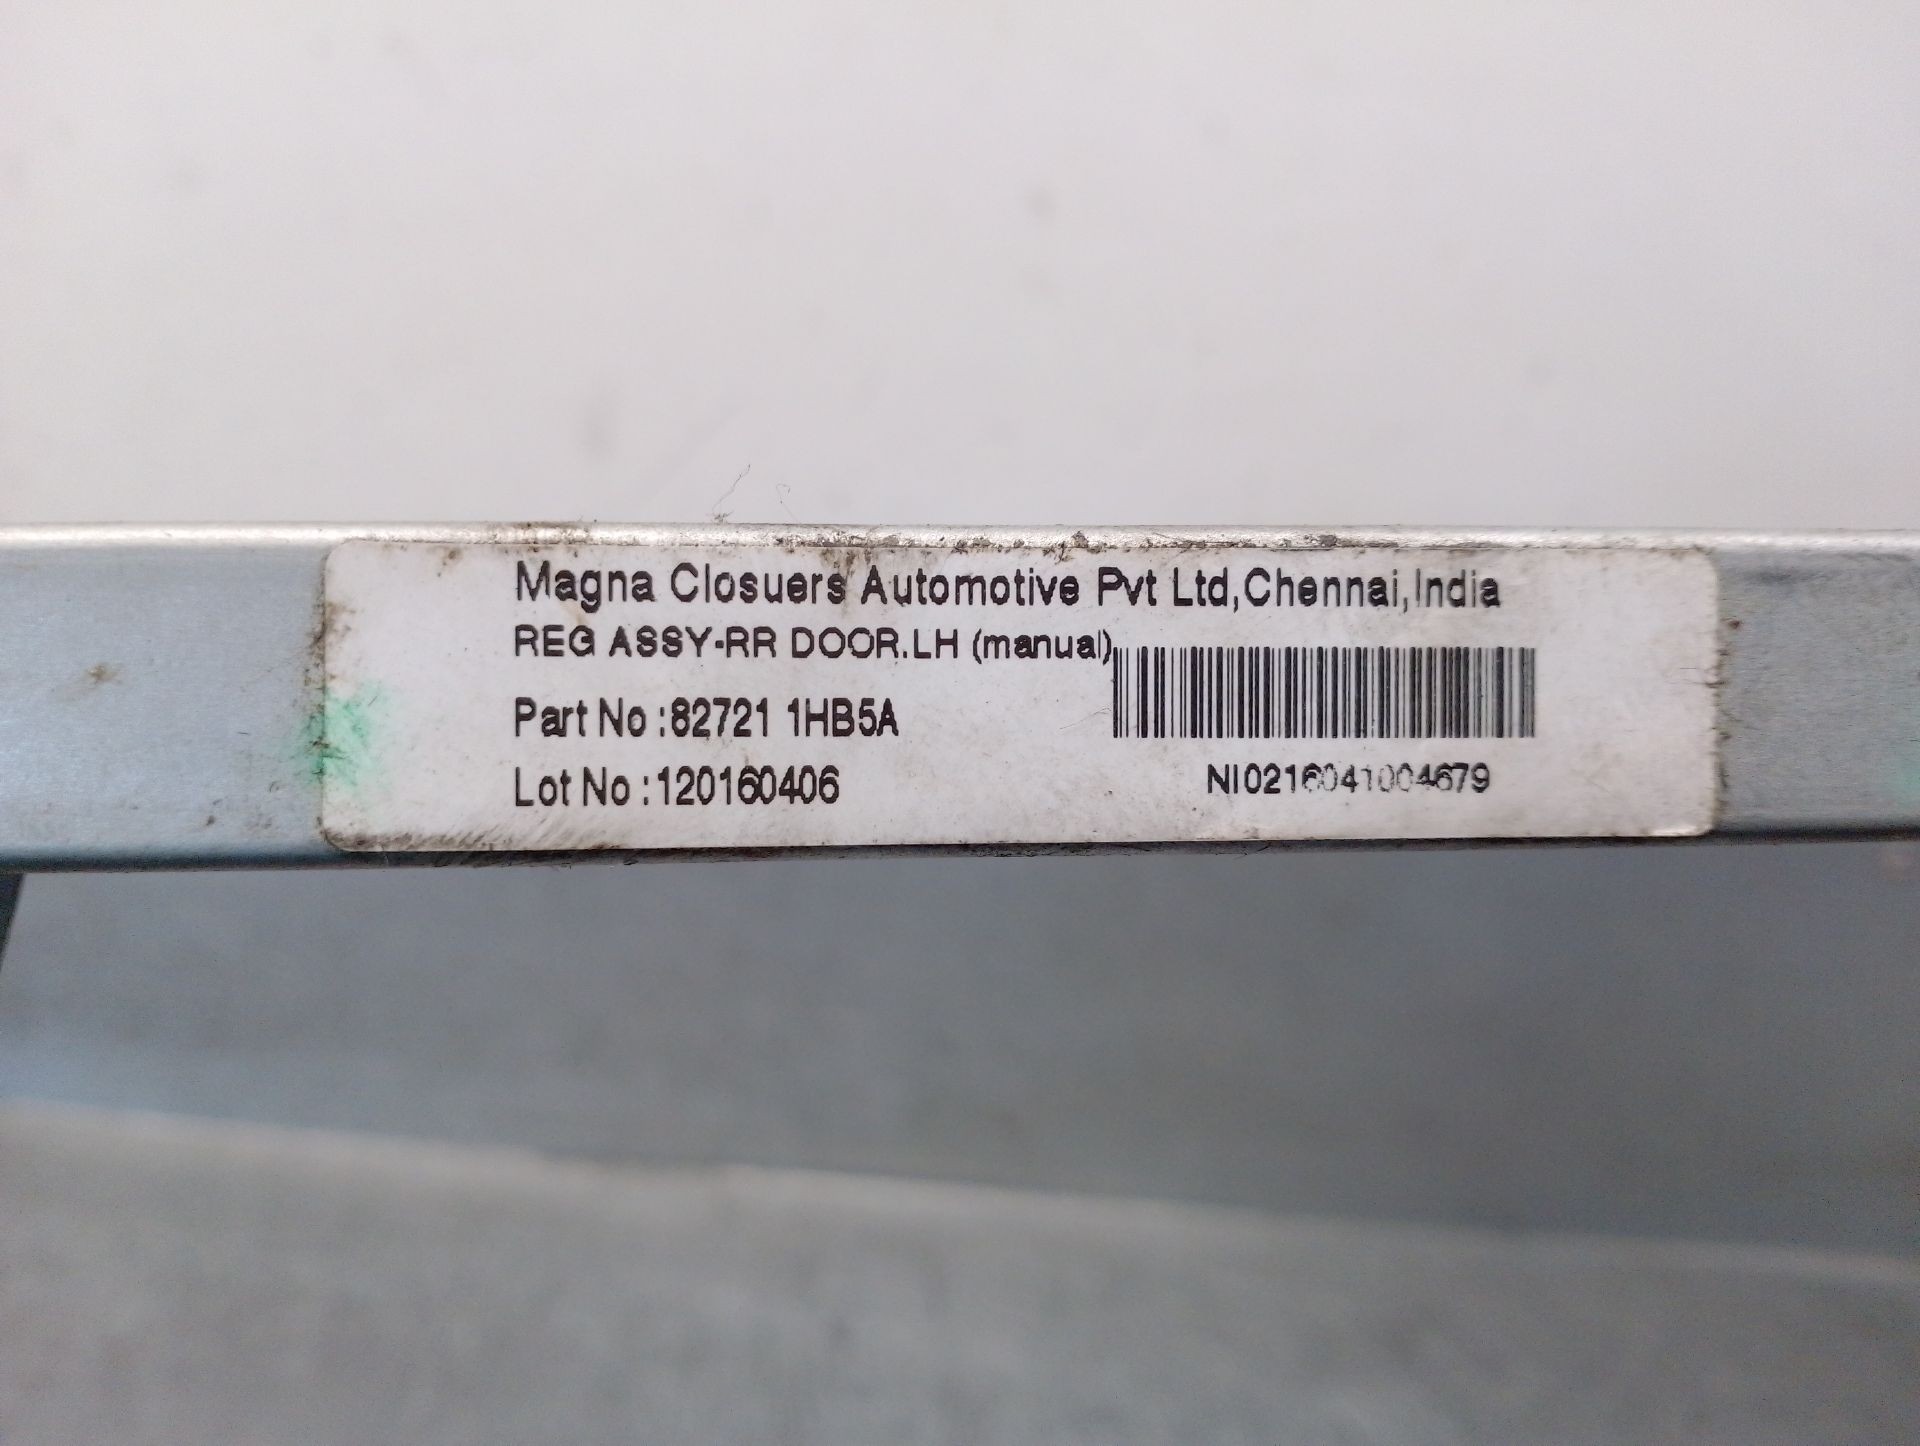 Magna Closuers Automotive Pvt Ltd,Chennai,India
REG ASSY-RR DOOR.LH (manual)
Part No :82721 1HB5A
Lot No :120160406
NI0216041004679